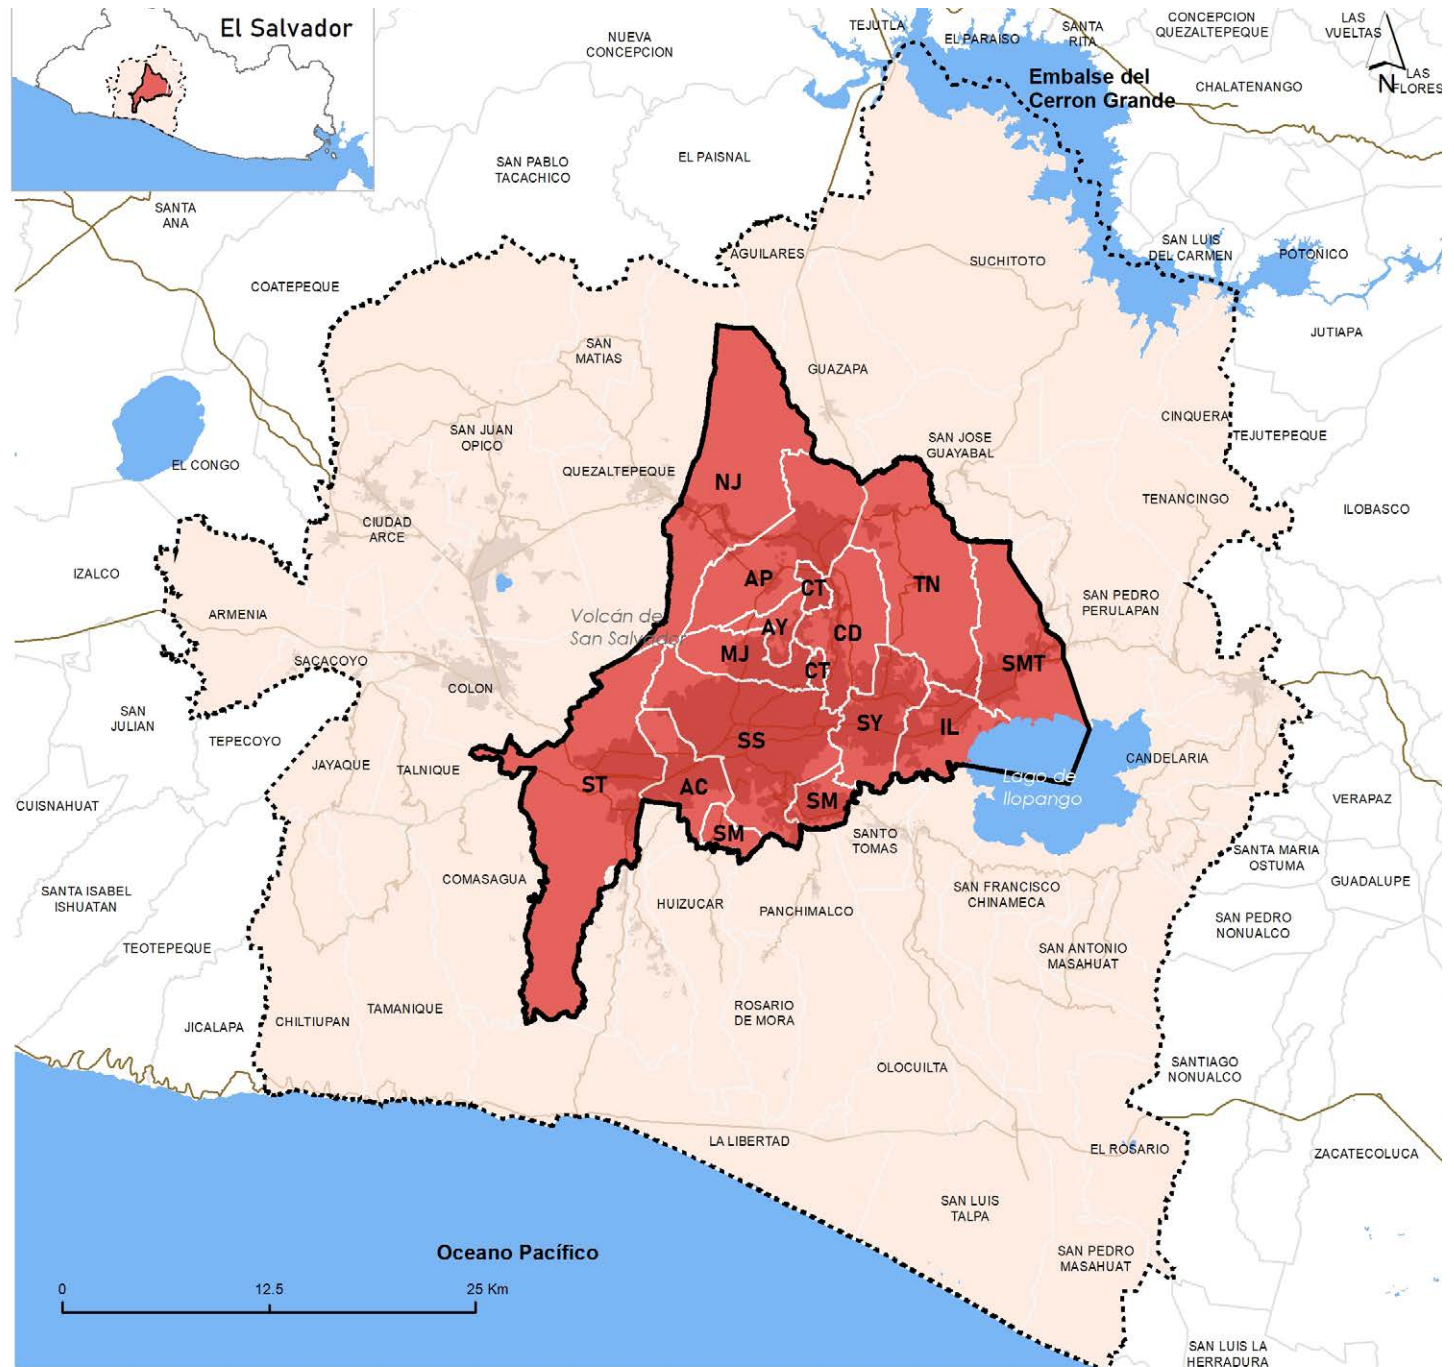 El Salvador
TEJUTLA
EL PARAISO
SANTA
RITA
CONCEPCION
QUEZALTEPEQUE
LAS
VUELTAS
NUEVA
CONCEPCION
Embalse del
Cerron Grande
CHALATENANGO
N
LAS
FLORES
SAN PABLO
TACACHICO
EL PAISNAL
SANTA
ANA
AGUILARES
SUCHITOTO
SAN LUIS
DEL CARMEN
POTONICO
COATEPEQUE
JUTIAPA
SAN
MATIAS
GUAZAPA
CINQUERA
TEJUTEPEQUE
SAN JUAN
OPICO
SAN JOSE
GUAYABAL
EL CONGO
QUEZALTEPEQUE
NJ
TENANCINGO
ILOBASCO
CIUDAD
ARCE
IZALCO
AP
CT
TN
SAN PEDRO
PERULAPAN
ARMENIA
Volcán de
San Salvador
AY
CD
MJ
CT
SMT
SACACOYO
COLON
SAN
JULIAN
TEPECOYO
JAYAQUE
TALNIQUE
SS
SY
IL
CANDELARIA
Lago de
Ilopango
ST
AC
SM
SM
CUISNAHUAT
VERAPAZ
SANTO
TOMAS
SANTA MARIA
OSTUMA
GUADALUPE
SANTA ISABEL
ISHUATAN
COMASAGUA
HUIZUCAR
PANCHIMALCO
SAN FRANCISCO
CHINAMECA
SAN PEDRO
NONUALCO
TEOTEPEQUE
SAN ANTONIO
MASAHUAT
JICALAPA
CHILTIUPAN
TAMANIQUE
ROSARIO
DE MORA
OLOCUILTA
SANTIAGO
NONUALCO
LA LIBERTAD
EL ROSARIO
ZACATECOLUCA
SAN LUIS
TALPA
Oceano Pacífico
SAN PEDRO
MASAHUAT
0
12.5
25 Km
SAN LUIS LA
HERRADURA